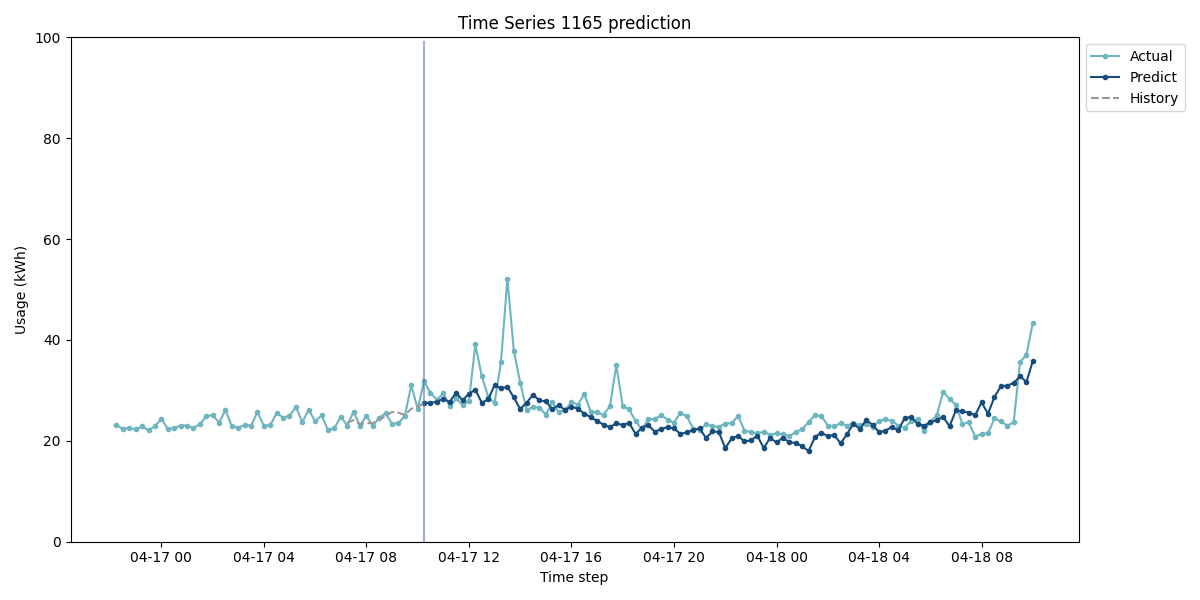 Time Series 1165 prediction
100
80
60
40
20
0
Usage (kWh)
04-17 00
04-17 04
04-17 08
04-17 12
04-17 16
04-17 20
04-18 00
04-18 04
04-18 08
Time step
Actual
Predict
History